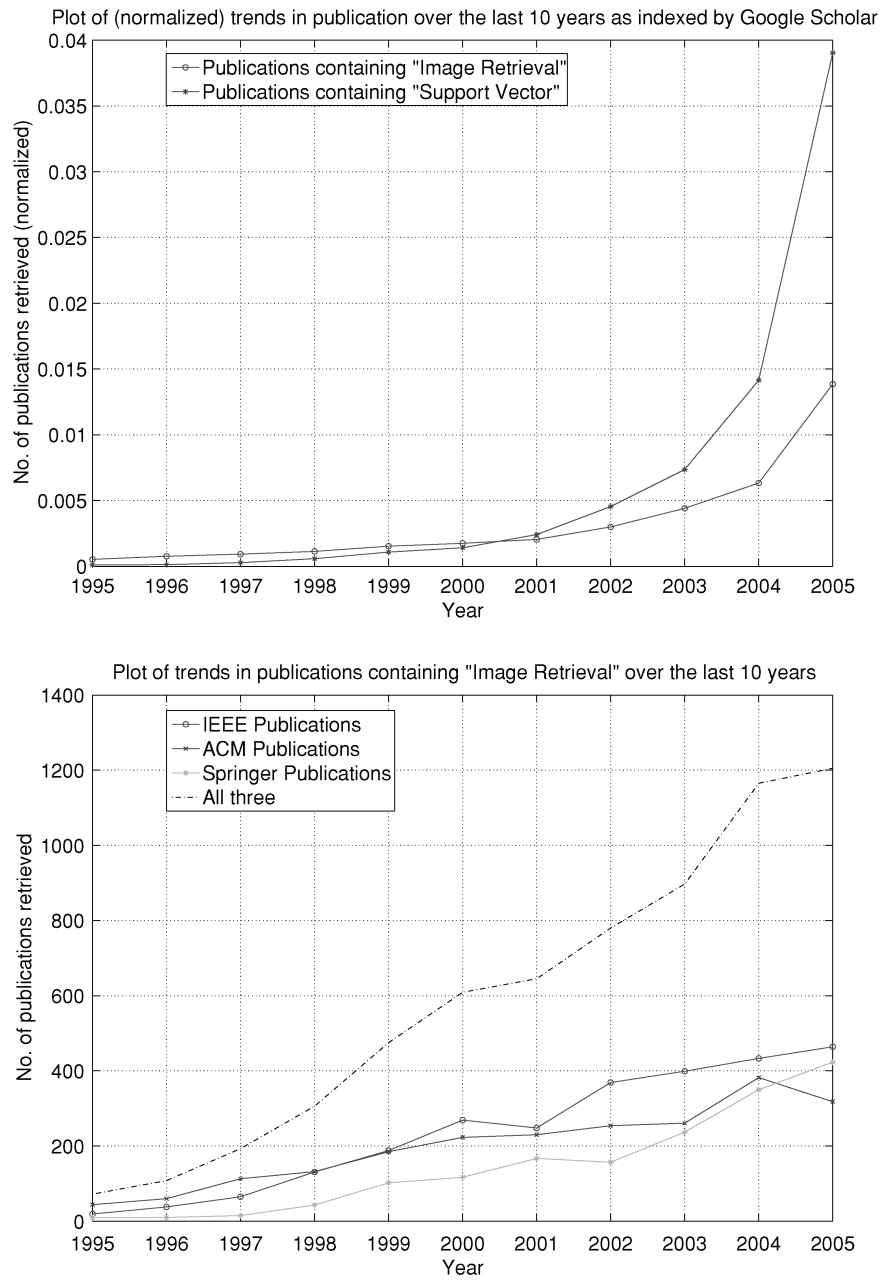 Plot of (normalized) trends in publication over the last 10 years as indexed by Google Scholar
0.04
0.035
0.03
0.025
0.02
0.015
0.01
0.005
0
No. of publications retrieved (normalized)
Publications containing "Image Retrieval"
Publications containing "Support Vector"
1995 1996 1997 1998 1999 2000 2001 2002 2003 2004 2005
Year
Plot of trends in publications containing "Image Retrieval" over the last 10 years
1400
1200
1000
800
600
400
200
0
No. of publications retrieved
IEEE Publications
ACM Publications
Springer Publications
All three
1995 1996 1997 1998 1999 2000 2001 2002 2003 2004 2005
Year